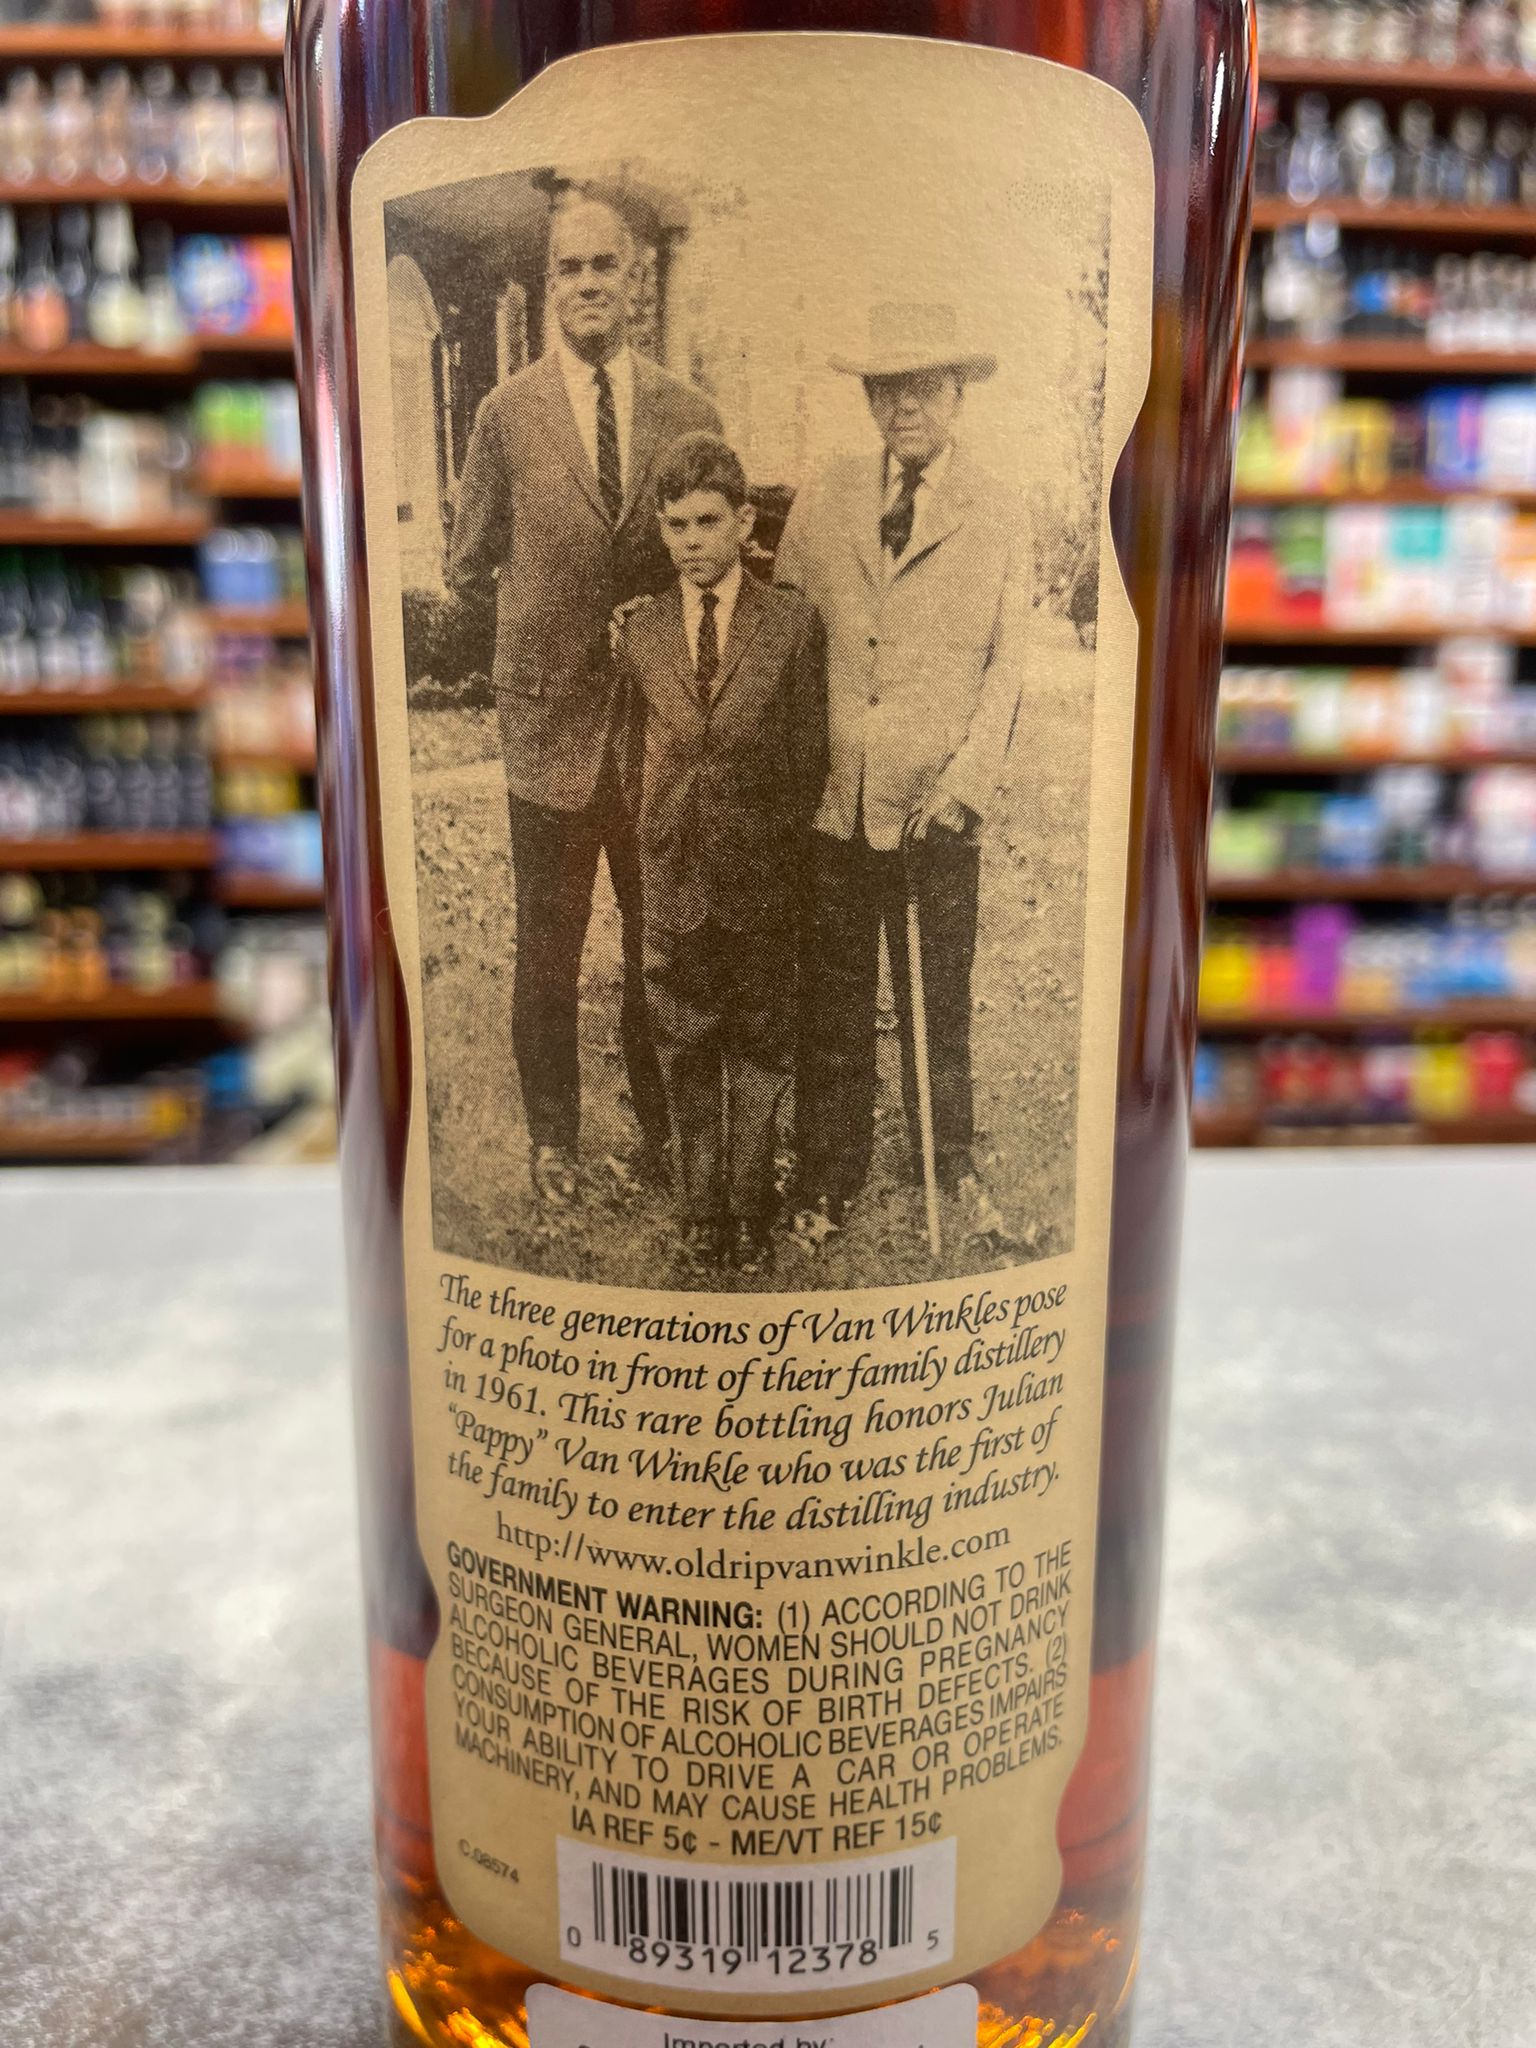 The three generations of Van Winkles pose
for a photo in front of their family distillery
in 1961. This rare bottling honors Julian
"Pappy" Van Winkle who was the first of
the family to enter the distilling industry.
http://www.oldripvanwinkle.com
GOVERNMENT WARNING: (1) ACCORDING TO THE
SURGEON GENERAL, WOMEN SHOULD NOT DRINK
ALCOHOLIC BEVERAGES DURING PREGNANCY
BECAUSE OF THE RISK OF BIRTH DEFECTS. (2)
CONSUMPTION OF ALCOHOLIC BEVERAGES IMPAIRS
YOUR ABILITY TO DRIVE A CAR OR OPERATE
MACHINERY, AND MAY CAUSE HEALTH PROBLEMS.
IA REF 5¢ - ME/VT REF 15¢
C.08574
0 89319 12378 5
Imported by: